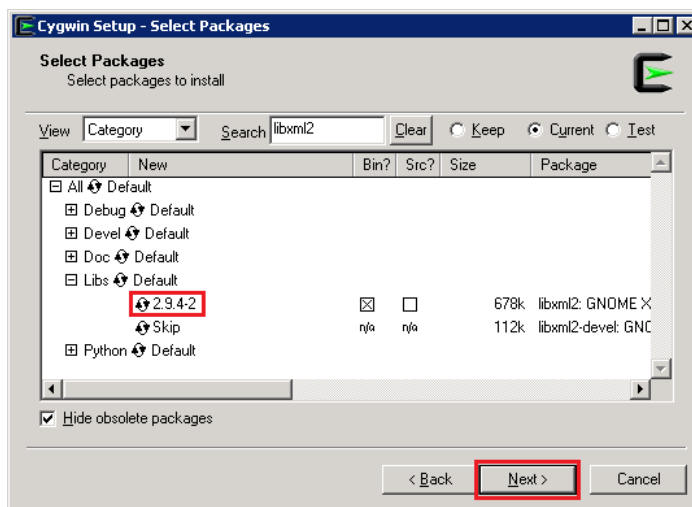 Cygwin Setup - Select Packages
Select Packages
Select packages to install
View Category Search libxml2 Clear Keep Current Test
Category New Bin? Src? Size Package
All Default
Debug Default
Devel Default
Doc Default
Libs Default
2.9.4-2 678k libxml2: GNOME X
Skip n/a n/a 112k libxml2-devel: GNO
Python Default
Hide obsolete packages
< Back Next > Cancel